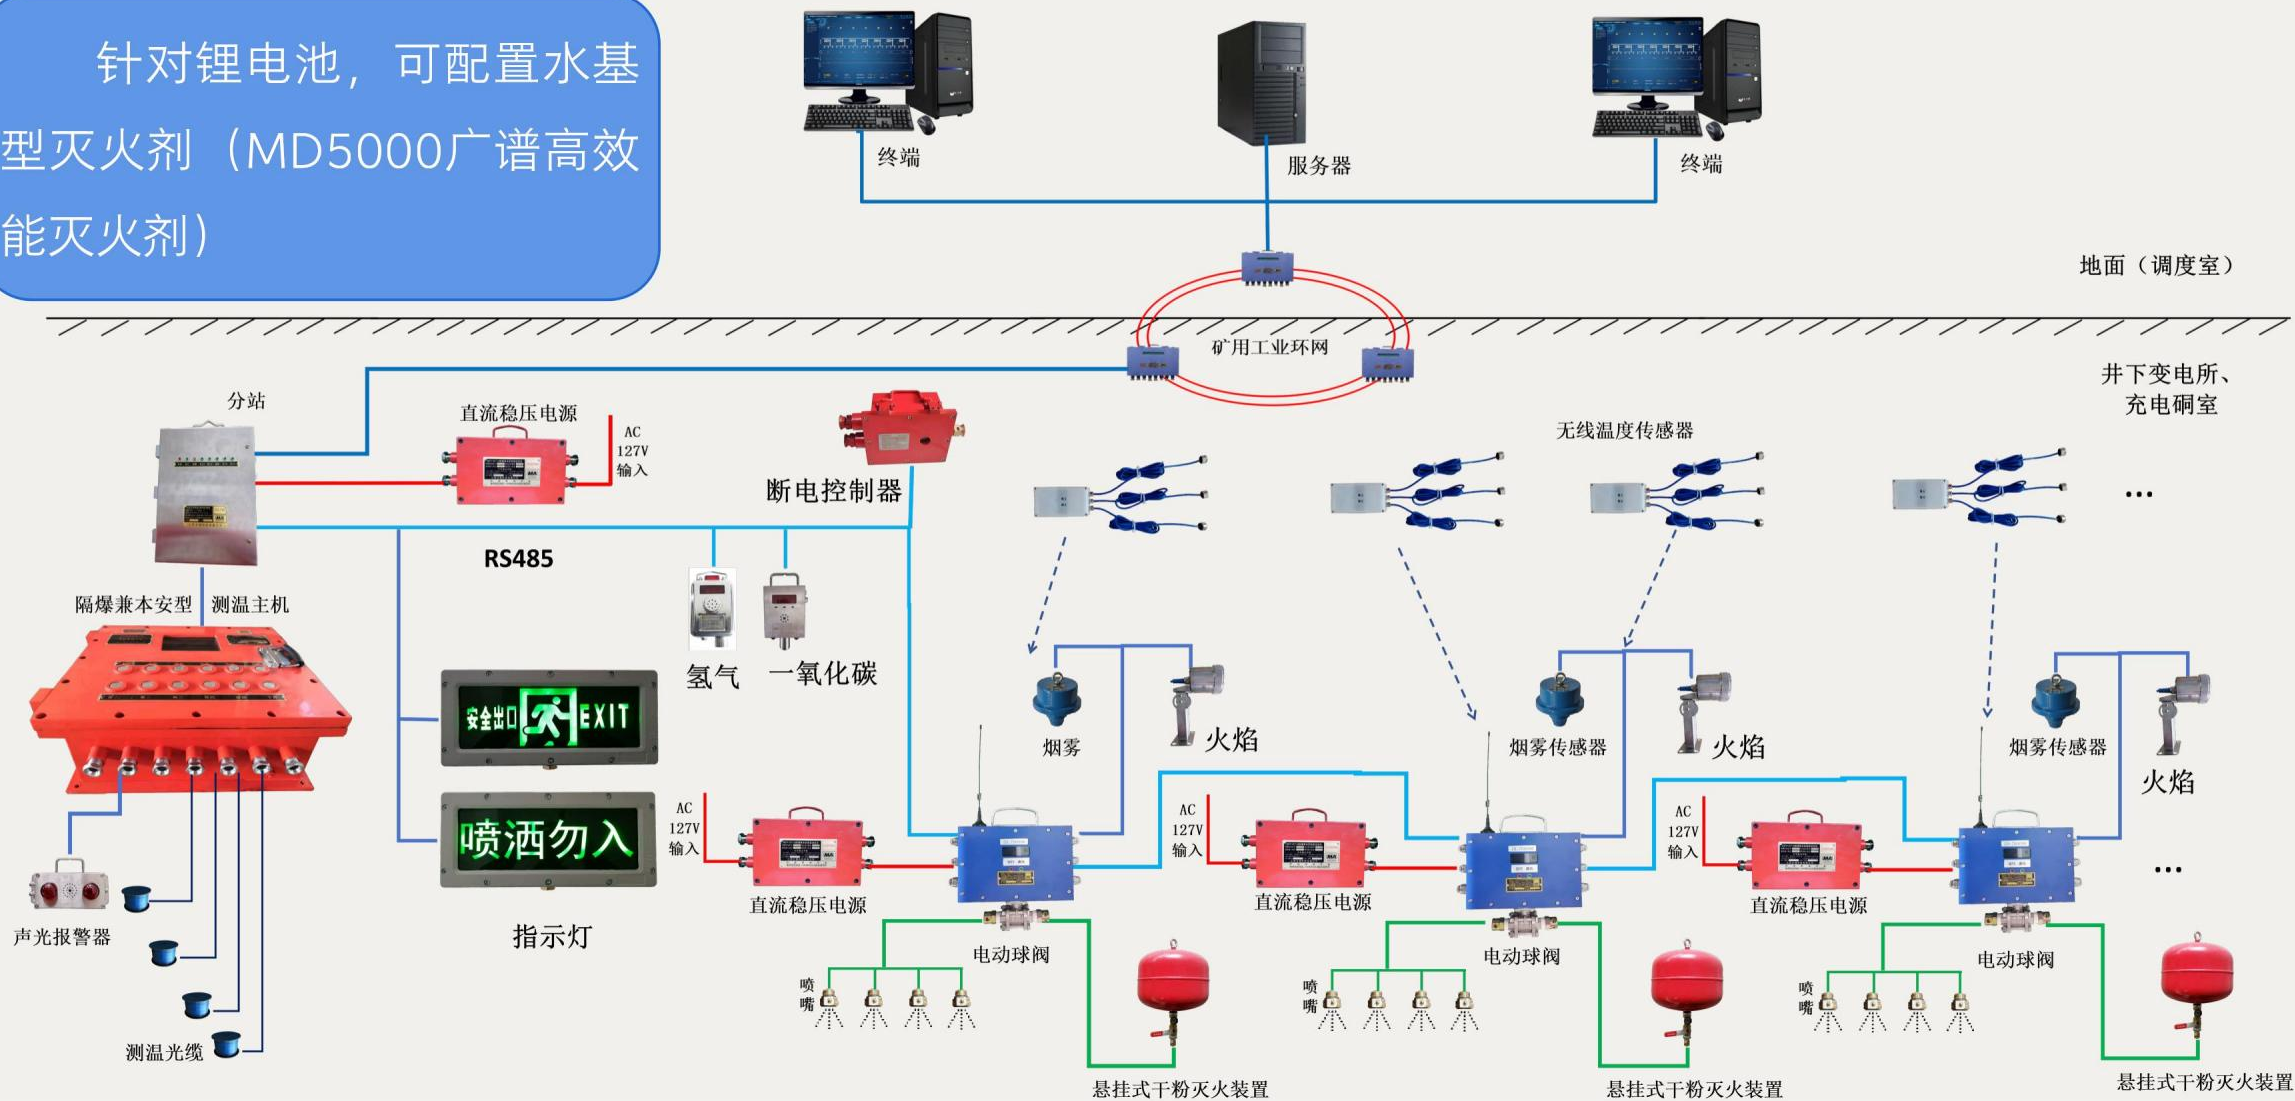 针对锂电池，可配置水基
型灭火剂（MD5000广谱高效
能灭火剂）
终端
服务器
终端
地面（调度室）
矿用工业环网
井下变电所、
充电硐室
分站
直流稳压电源
AC
127V
输入
断电控制器
无线温度传感器
...
RS485
隔爆兼本安型 测温主机
氢气
一氧化碳
安全出口 EXIT
喷洒勿入
指示灯
声光报警器
测温光缆
烟雾
火焰
烟雾传感器
火焰
烟雾传感器
火焰
AC
127V
输入
直流稳压电源
AC
127V
输入
直流稳压电源
AC
127V
输入
直流稳压电源
...
电动球阀
电动球阀
电动球阀
喷
嘴
喷
嘴
喷
嘴
悬挂式干粉灭火装置
悬挂式干粉灭火装置
悬挂式干粉灭火装置